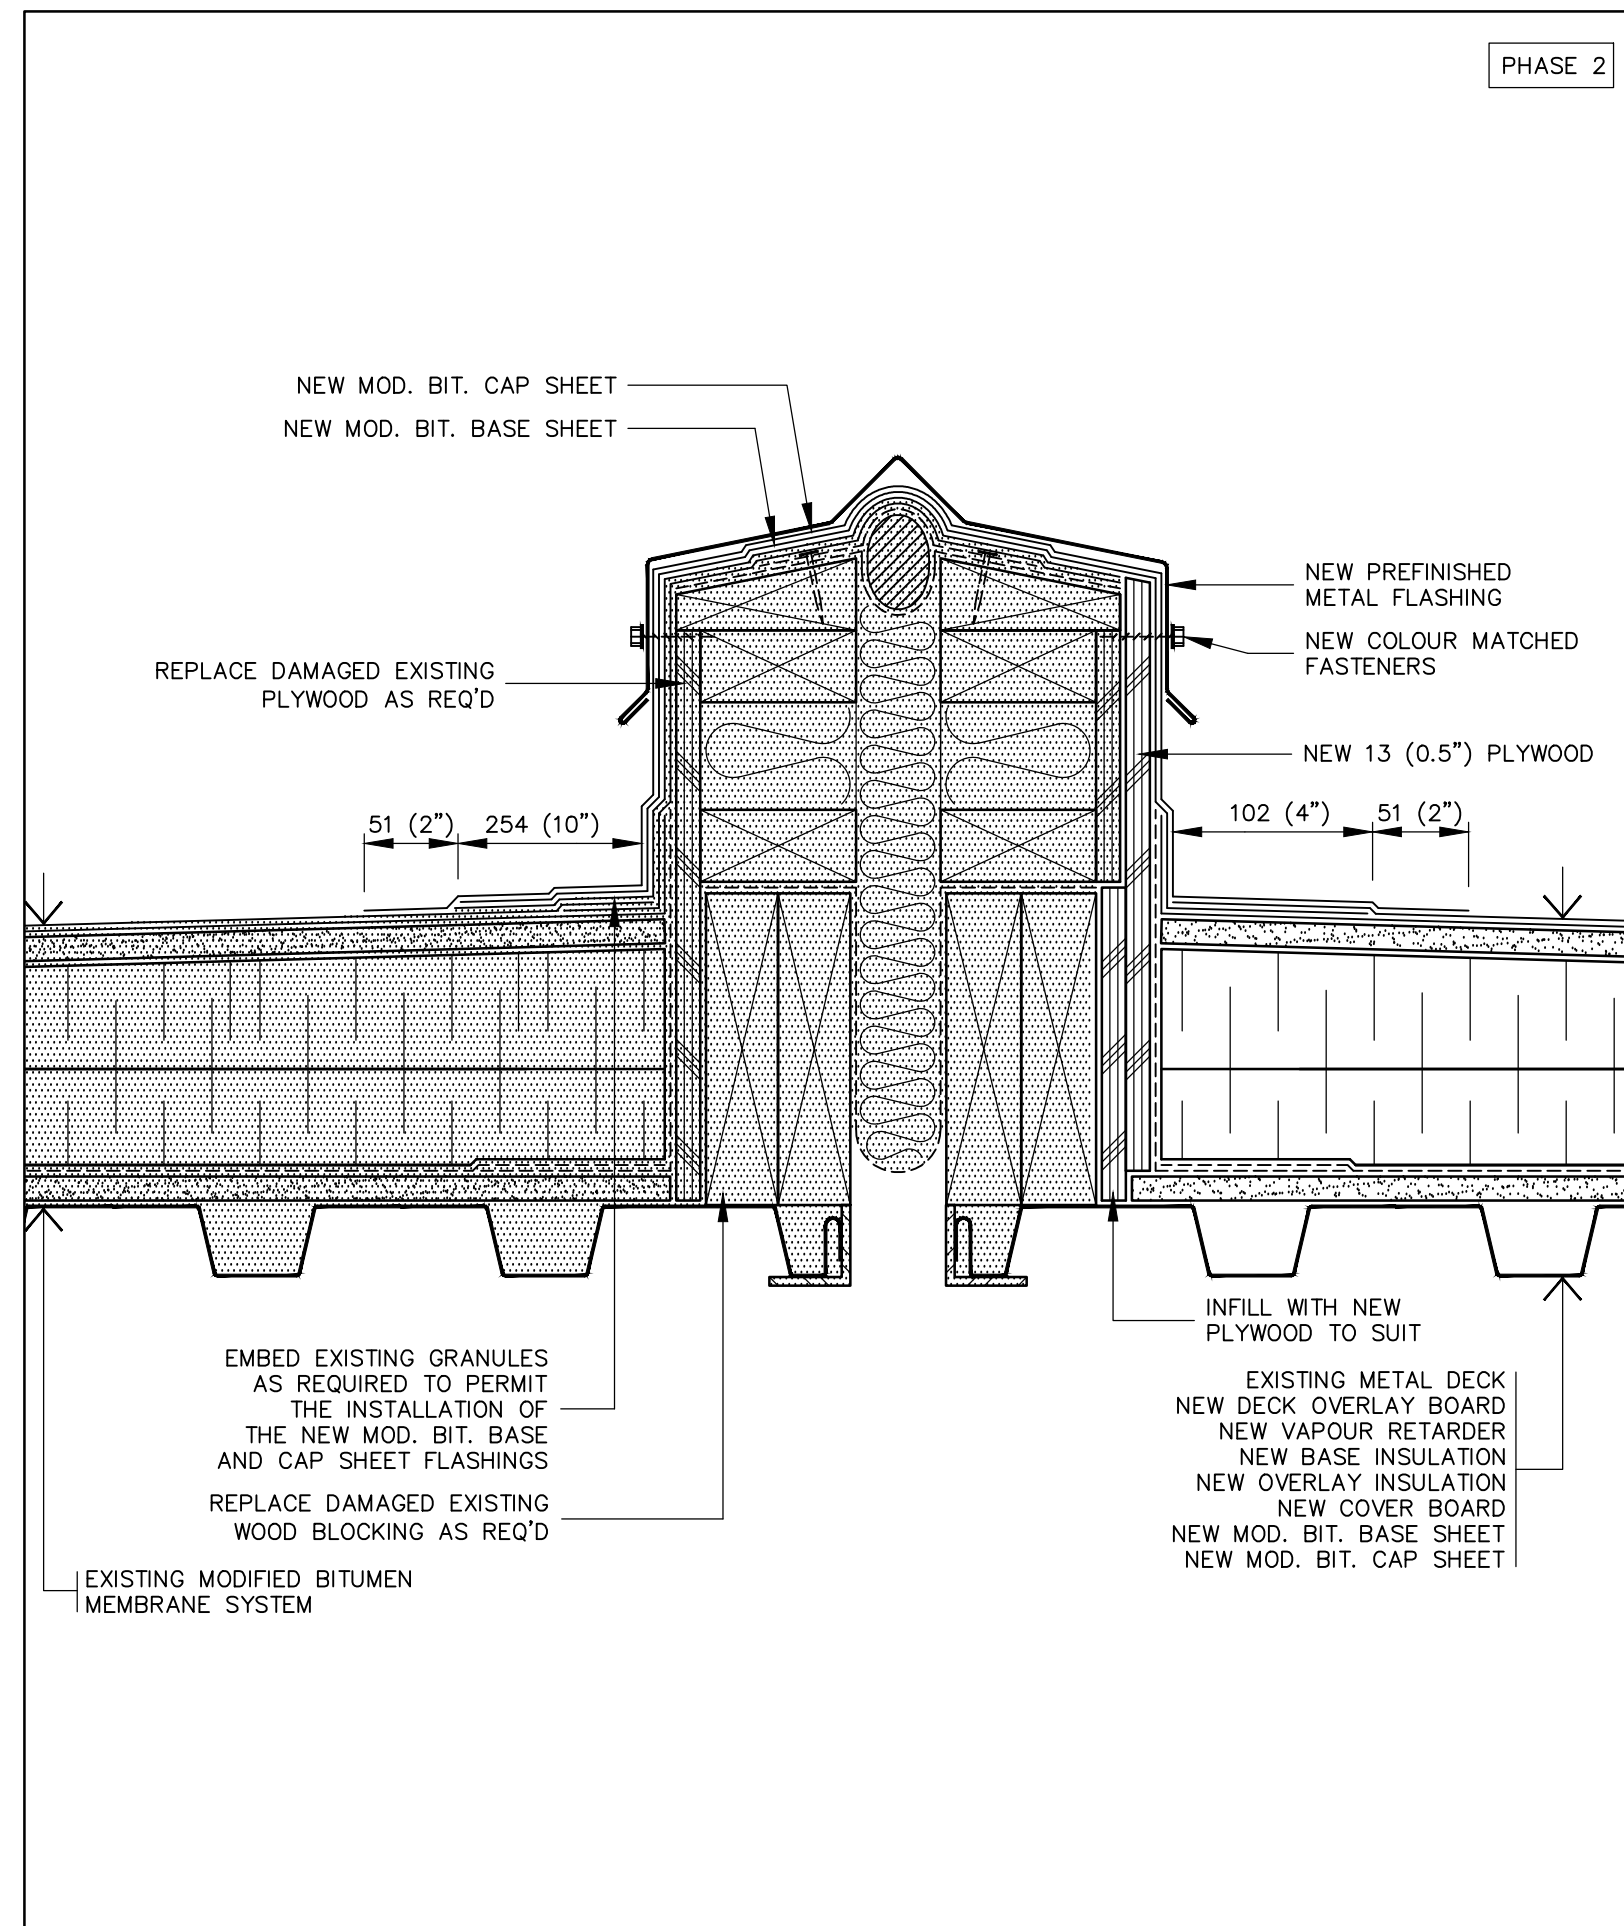 PHASE 2
NEW MOD. BIT. CAP SHEET
NEW MOD. BIT. BASE SHEET
NEW PREFINISHED
METAL FLASHING
NEW COLOUR MATCHED
FASTENERS
REPLACE DAMAGED EXISTING
PLYWOOD AS REQ'D
NEW 13 (0.5") PLYWOOD
51 (2")
254 (10")
102 (4")
51 (2")
INFILL WITH NEW
PLYWOOD TO SUIT
EMBED EXISTING GRANULES
AS REQUIRED TO PERMIT
THE INSTALLATION OF
THE NEW MOD. BIT. BASE
AND CAP SHEET FLASHINGS
EXISTING METAL DECK
NEW DECK OVERLAY BOARD
NEW VAPOUR RETARDER
NEW BASE INSULATION
NEW OVERLAY INSULATION
NEW COVER BOARD
NEW MOD. BIT. BASE SHEET
NEW MOD. BIT. CAP SHEET
REPLACE DAMAGED EXISTING
WOOD BLOCKING AS REQ'D
EXISTING MODIFIED BITUMEN
MEMBRANE SYSTEM